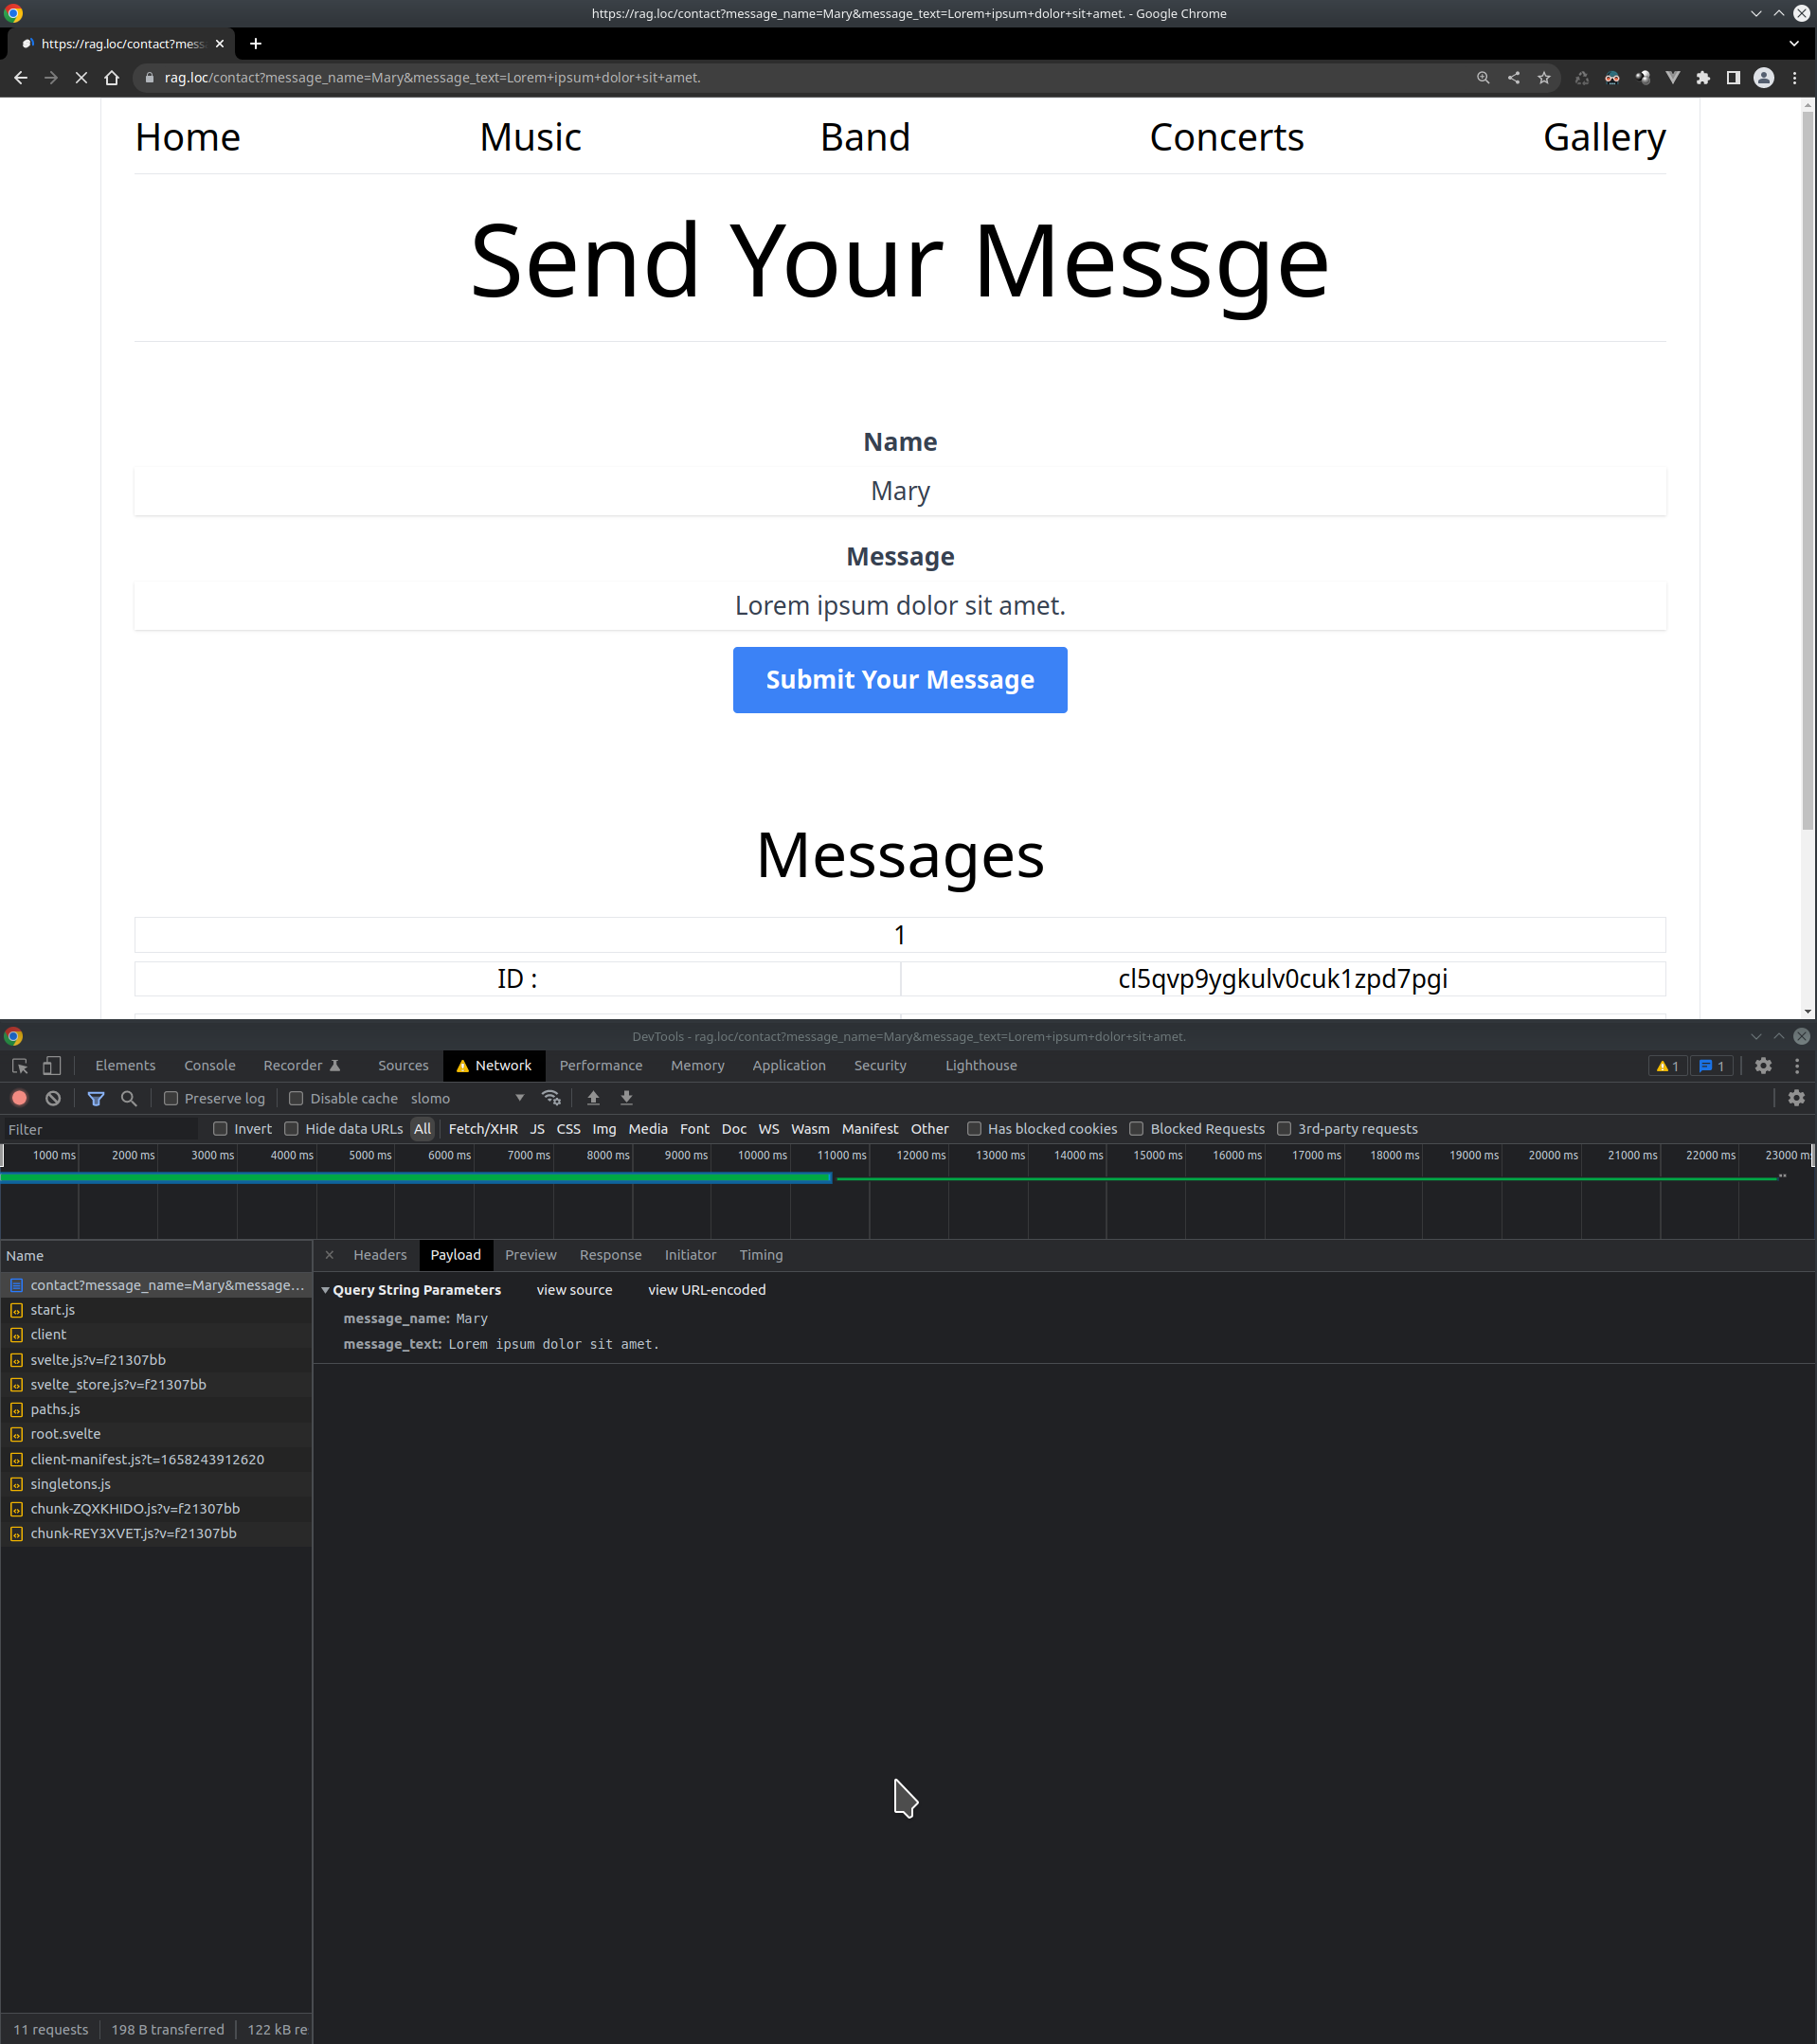 https://rag.loc/contact?message_name=Mary&message_text=Lorem+ipsum+dolor+sit+amet. - Google Chrome
https://rag.loc/contact?mess
rag.loc/contact?message_name=Mary&message_text=Lorem+ipsum+dolor+sit+amet.
Home Music Band Concerts Gallery
Send Your Messge
Name
Mary
Message
Lorem ipsum dolor sit amet.
Submit Your Message
Messages
1
ID : cl5qvp9ygkulv0cuk1zpd7pgi
DevTools - rag.loc/contact?message_name=Mary&message_text=Lorem+ipsum+dolor+sit+amet.
Elements Console Recorder Sources Network Performance Memory Application Security Lighthouse 1 1
Preserve log Disable cache slomo
Filter Invert Hide data URLs All Fetch/XHR JS CSS Img Media Font Doc WS Wasm Manifest Other Has blocked cookies Blocked Requests 3rd-party requests
1000 ms 2000 ms 3000 ms 4000 ms 5000 ms 6000 ms 7000 ms 8000 ms 9000 ms 10000 ms 11000 ms 12000 ms 13000 ms 14000 ms 15000 ms 16000 ms 17000 ms 18000 ms 19000 ms 20000 ms 21000 ms 22000 ms 23000 ms
Name Headers Payload Preview Response Initiator Timing
contact?message_name=Mary&message...
start.js
client
svelte.js?v=f21307bb
svelte_store.js?v=f21307bb
paths.js
root.svelte
client-manifest.js?t=1658243912620
singletons.js
chunk-ZQXKHIDO.js?v=f21307bb
chunk-REY3XVET.js?v=f21307bb
Query String Parameters view source view URL-encoded
message_name: Mary
message_text: Lorem ipsum dolor sit amet.
11 requests 198 B transferred 122 kB re